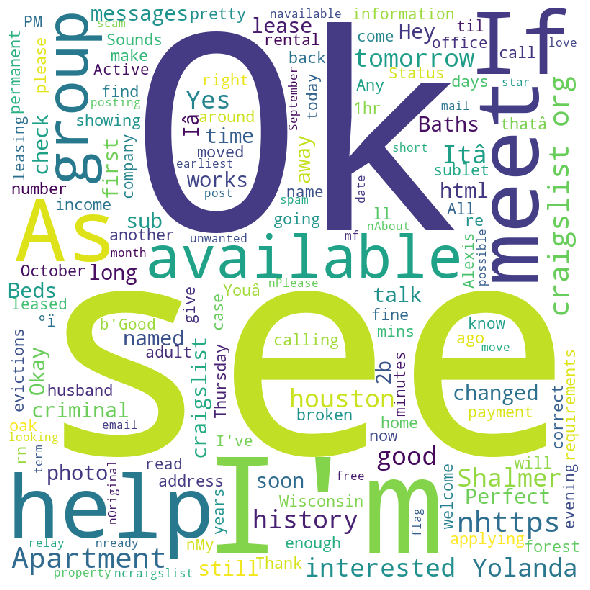 Ok
see
If
meet
group
As
available
I'm
help
messages
pretty
lease
rental
Hey
til
information
PM
scam
Active
Sounds
make
please
find
permanent
leasing
check
showing
first
company
number
income
right
around
Yes
Iâ
time
moved
works
earliest
name
post
September
posting
back
today
office
come
call
tomorrow
Any
days
mail
Status
love
star
navailable
1hr
thatâ
short
Baths
Itâ
html
sublet
craigslist org
away
spam
date
mf
nAbout
going
ll
All
re
Alexis
possible
another
October
month
long
sub
unwanted
Beds
leased
°ï
b'Good
named
give
nPlease
Youâ
case
talk
fine
mins
ago
know
move
evictions
Okay
husband
adult
Thursday
calling
2b
minutes
houston
changed
payment
correct
requirements
criminal
craigslist
broken
home
now
oak
looking
rn
term
email
nOriginal
photo
read
address
I've
soon
good
will
Shalmer
Perfect
welcome
evening
applying
history
years
Wisconsin
enough
free
flag
nhttps
forest
relay
nready
nMy
Apartment
still
Thank
interested
Yolanda
property
ncraigslist